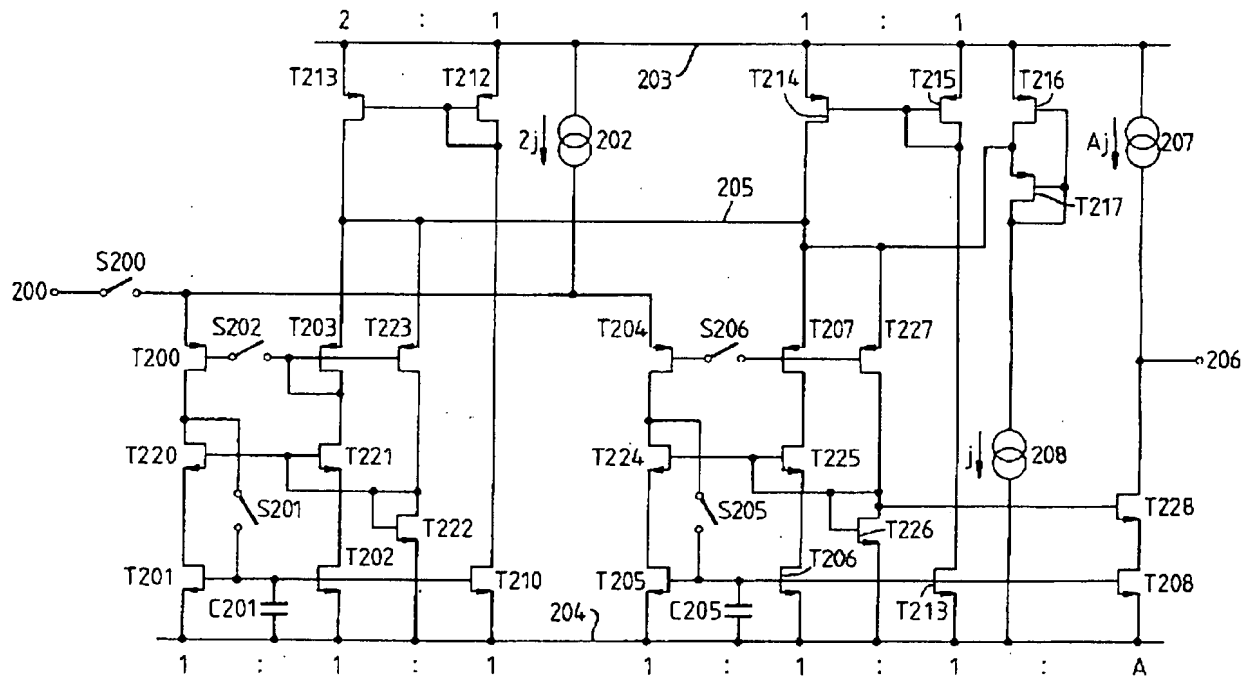 2 : 1 1 : 1
T213 T212 203 T214 T215 T216
2j 202 Aj 207
205 T217
S200
200
S202 T203 T223 T204 S206 T207 T227
T200 206
T220 T221 T224 T225 j 208
S201 S205 T228
T222 T226
T201 T202 T210 T205 T206 T208
C201 204 C205 T213
1 : 1 : 1 1 : 1 : 1 : A